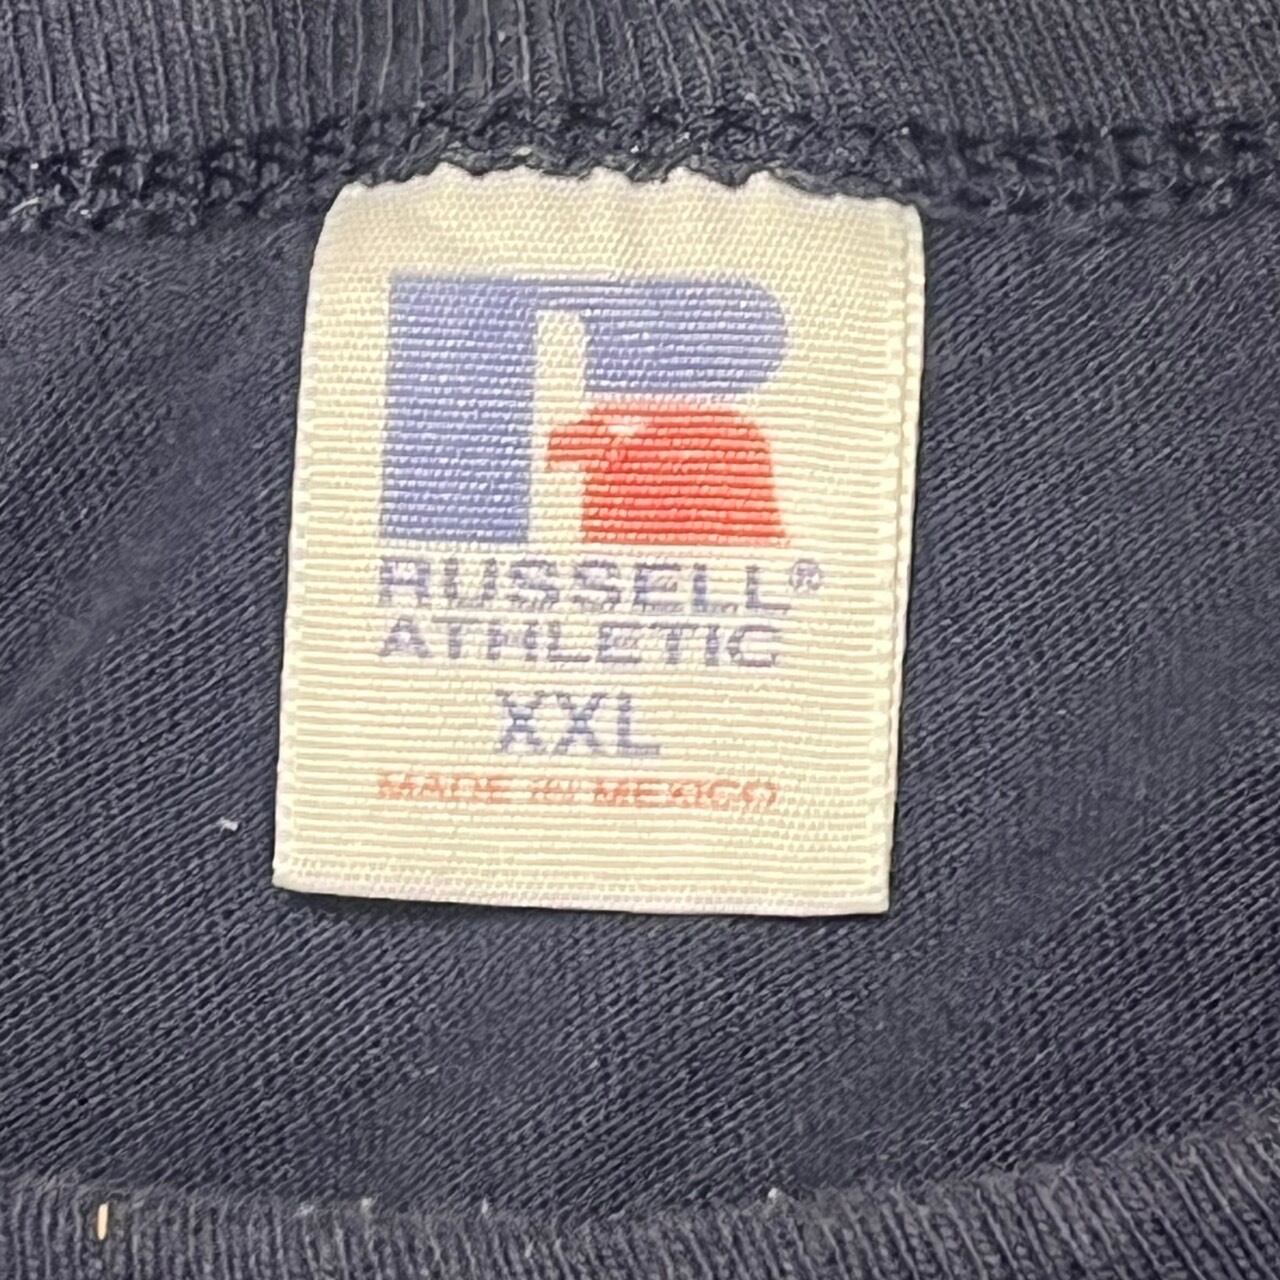 R
RUSSELL®
ATHLETIC
XXL
MADE IN MEXICO